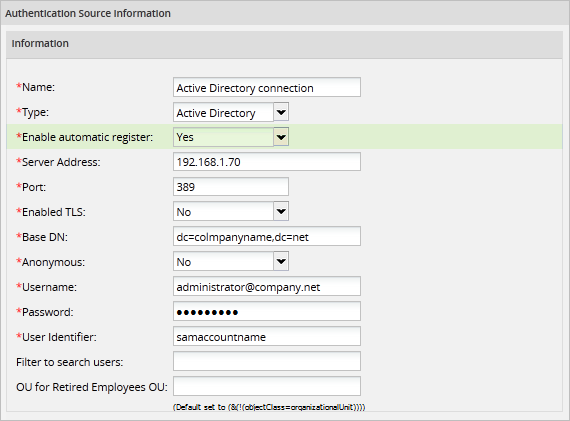 Authentication Source Information
Information
*Name: Active Directory connection
*Type: Active Directory
*Enable automatic register: Yes
*Server Address: 192.168.1.70
*Port: 389
*Enabled TLS: No
*Base DN: dc=colmpanyname,dc=net
*Anonymous: No
*Username: administrator@company.net
*Password: •••••••••
*User Identifier: samaccountname
Filter to search users:
OU for Retired Employees OU:
(Default set to (&(!(objectClass=organizationalUnit))))